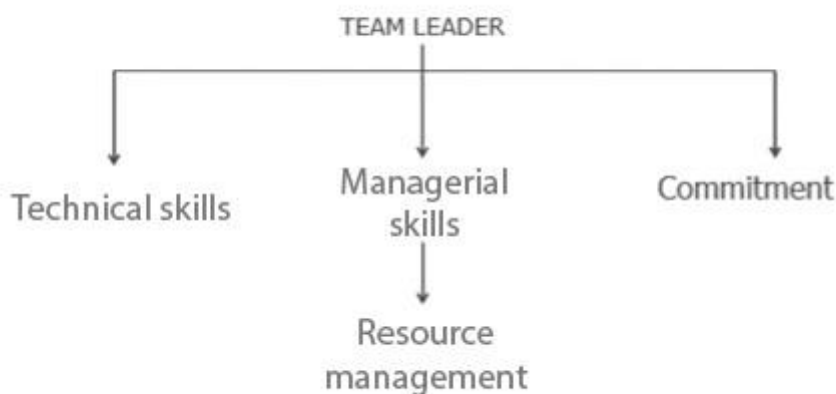 TEAM LEADER
Technical skills
Managerial
skills
Commitment
Resource
management